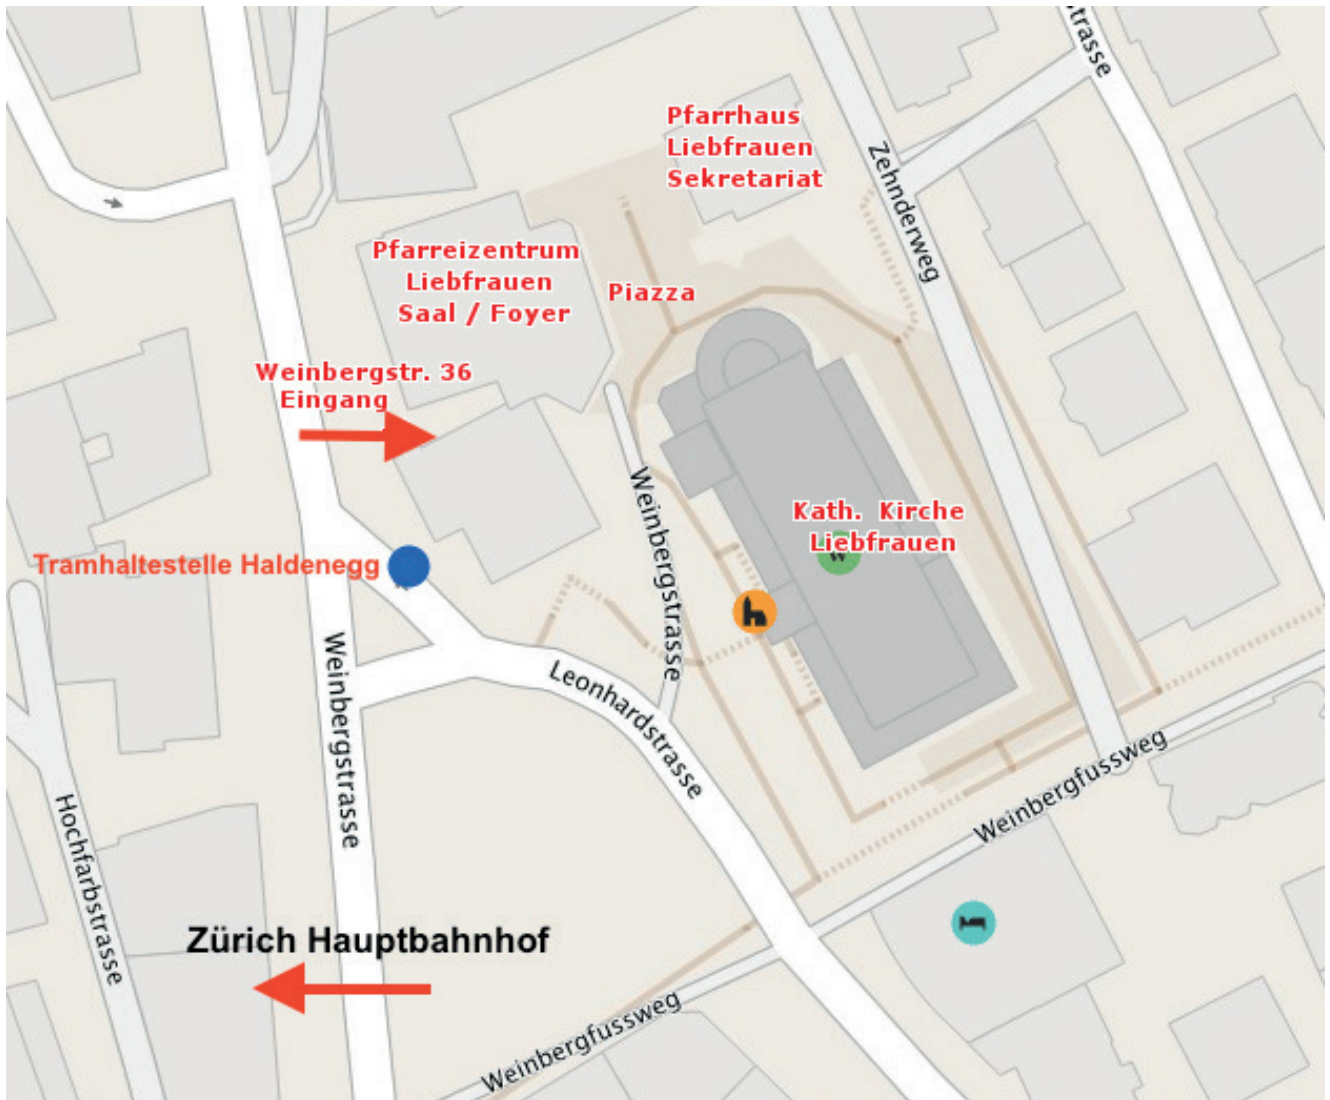 strasse
Pfarrhaus
Liebfrauen
Sekretariat
Zehnderweg
Pfarreizentrum
Liebfrauen
Saal / Foyer
Piazza
Weinbergstr. 36
Eingang
Weinbergstrasse
Kath. Kirche
Liebfrauen
Tramhaltestelle Haldenegg
Weinbergstrasse
Leonhardstrasse
Weinbergfussweg
Hochfarbstrasse
Zürich Hauptbahnhof
Weinbergfussweg